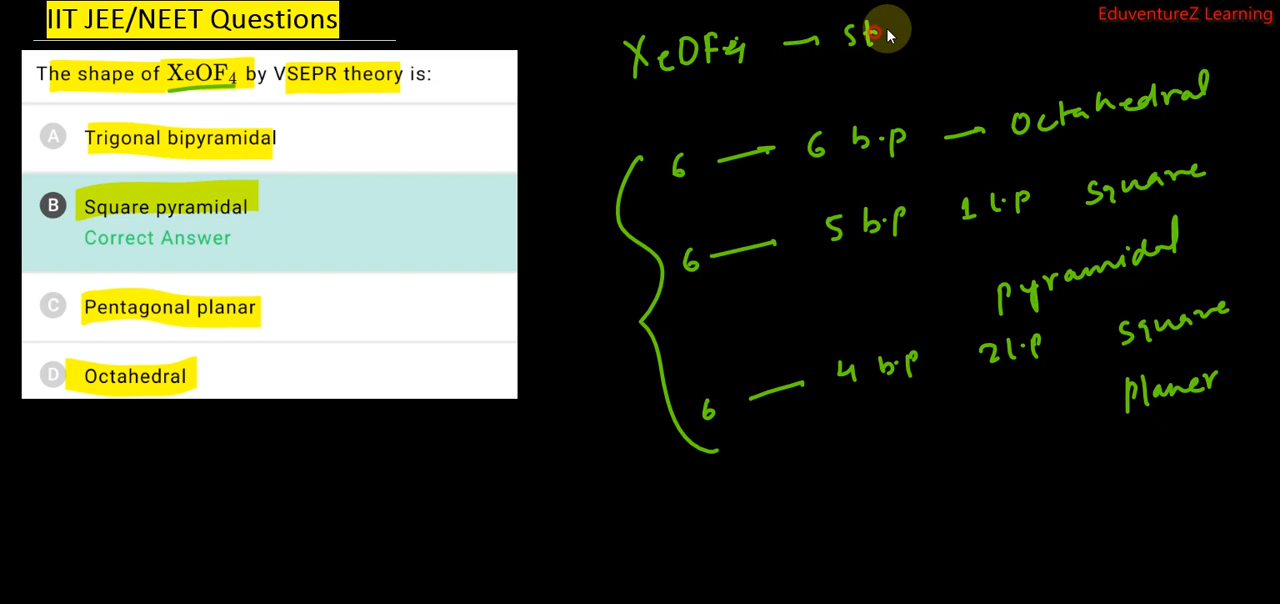 IIT JEE/NEET Questions
EduventureZ Learning
The shape of XeOF₄ by VSEPR theory is:
A Trigonal bipyramidal
B Square pyramidal
Correct Answer
C Pentagonal planar
D Octahedral
XeOF4 — st
6 — 6 b.p — Octahedral
6 — 5 b.p 1 l.p Square
pyramidal
6 — 4 b.p 2 l.p Square
planer